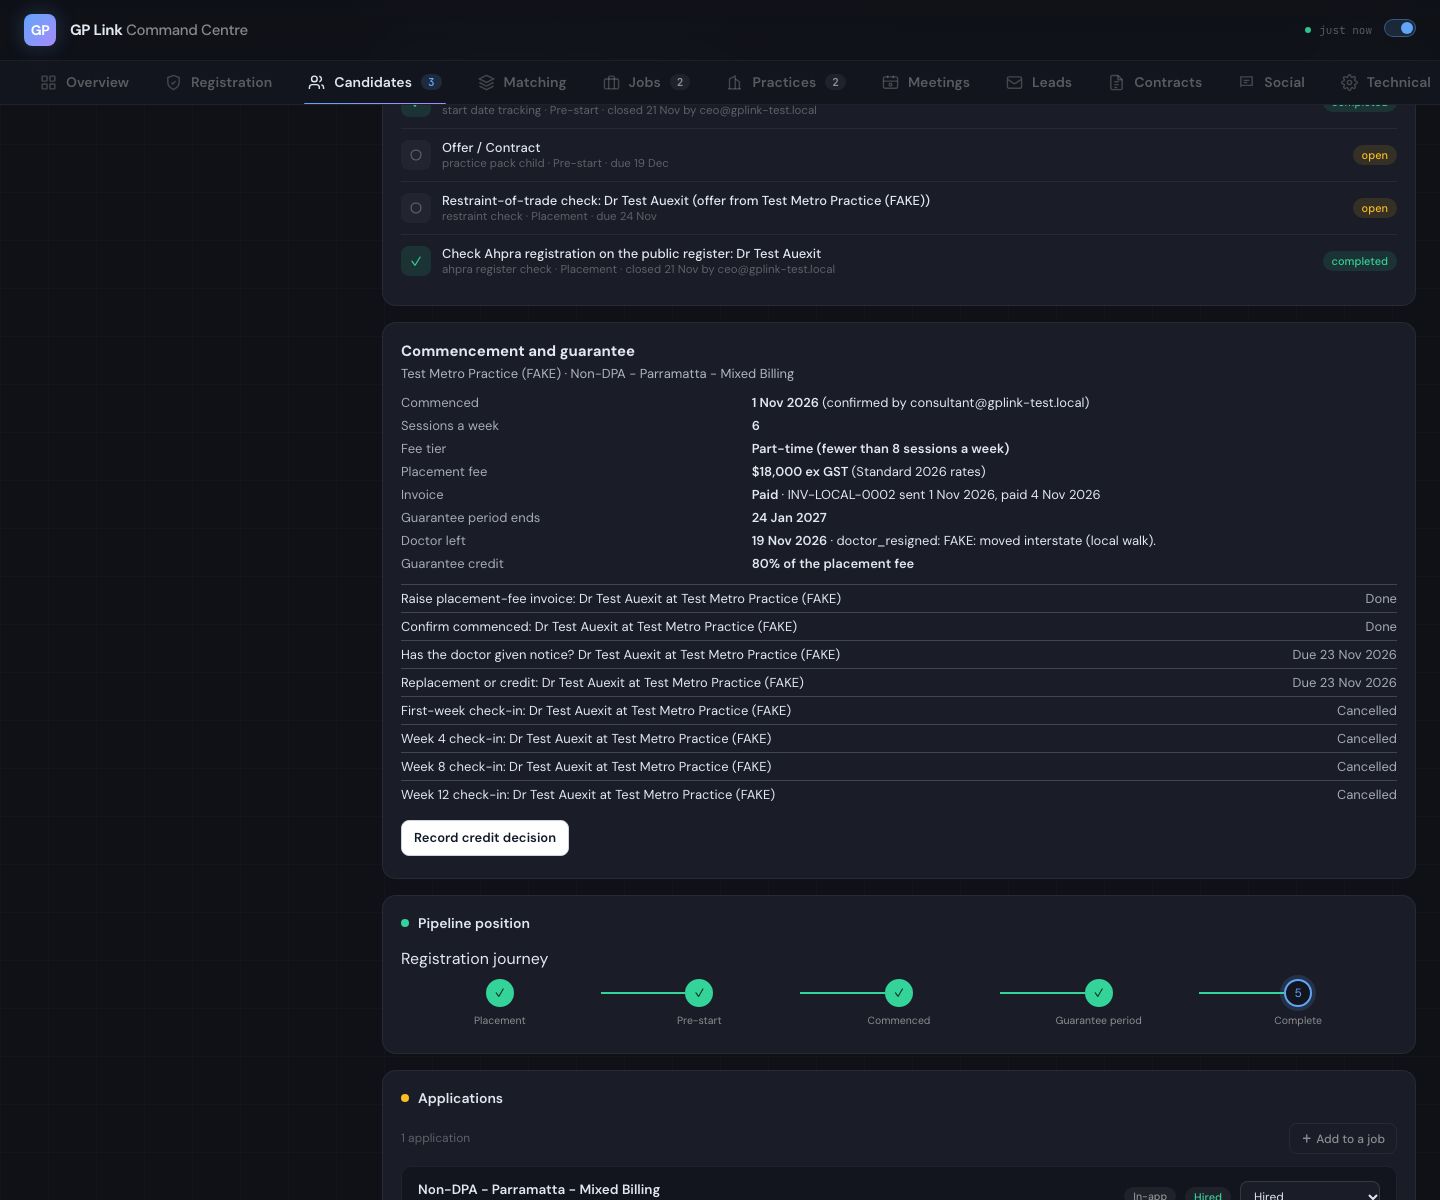 GP
GP Link Command Centre
just now
Overview
Registration
Candidates 3
Matching
Jobs 2
Practices 2
Meetings
Leads
Contracts
Social
Technical
start date tracking · Pre-start · closed 21 Nov by ceo@gplink-test.local
completed
Offer / Contract
practice pack child · Pre-start · due 19 Dec
open
Restraint-of-trade check: Dr Test Auexit (offer from Test Metro Practice (FAKE))
restraint check · Placement · due 24 Nov
open
Check Ahpra registration on the public register: Dr Test Auexit
ahpra register check · Placement · closed 21 Nov by ceo@gplink-test.local
completed
Commencement and guarantee
Test Metro Practice (FAKE) · Non-DPA - Parramatta - Mixed Billing
Commenced 1 Nov 2026 (confirmed by consultant@gplink-test.local)
Sessions a week 6
Fee tier Part-time (fewer than 8 sessions a week)
Placement fee $18,000 ex GST (Standard 2026 rates)
Invoice Paid · INV-LOCAL-0002 sent 1 Nov 2026, paid 4 Nov 2026
Guarantee period ends 24 Jan 2027
Doctor left 19 Nov 2026 · doctor_resigned: FAKE: moved interstate (local walk).
Guarantee credit 80% of the placement fee
Raise placement-fee invoice: Dr Test Auexit at Test Metro Practice (FAKE) Done
Confirm commenced: Dr Test Auexit at Test Metro Practice (FAKE) Done
Has the doctor given notice? Dr Test Auexit at Test Metro Practice (FAKE) Due 23 Nov 2026
Replacement or credit: Dr Test Auexit at Test Metro Practice (FAKE) Due 23 Nov 2026
First-week check-in: Dr Test Auexit at Test Metro Practice (FAKE) Cancelled
Week 4 check-in: Dr Test Auexit at Test Metro Practice (FAKE) Cancelled
Week 8 check-in: Dr Test Auexit at Test Metro Practice (FAKE) Cancelled
Week 12 check-in: Dr Test Auexit at Test Metro Practice (FAKE) Cancelled
Record credit decision
Pipeline position
Registration journey
5
Placement
Pre-start
Commenced
Guarantee period
Complete
Applications
1 application
+ Add to a job
Non-DPA - Parramatta - Mixed Billing
In-app
Hired
Hired